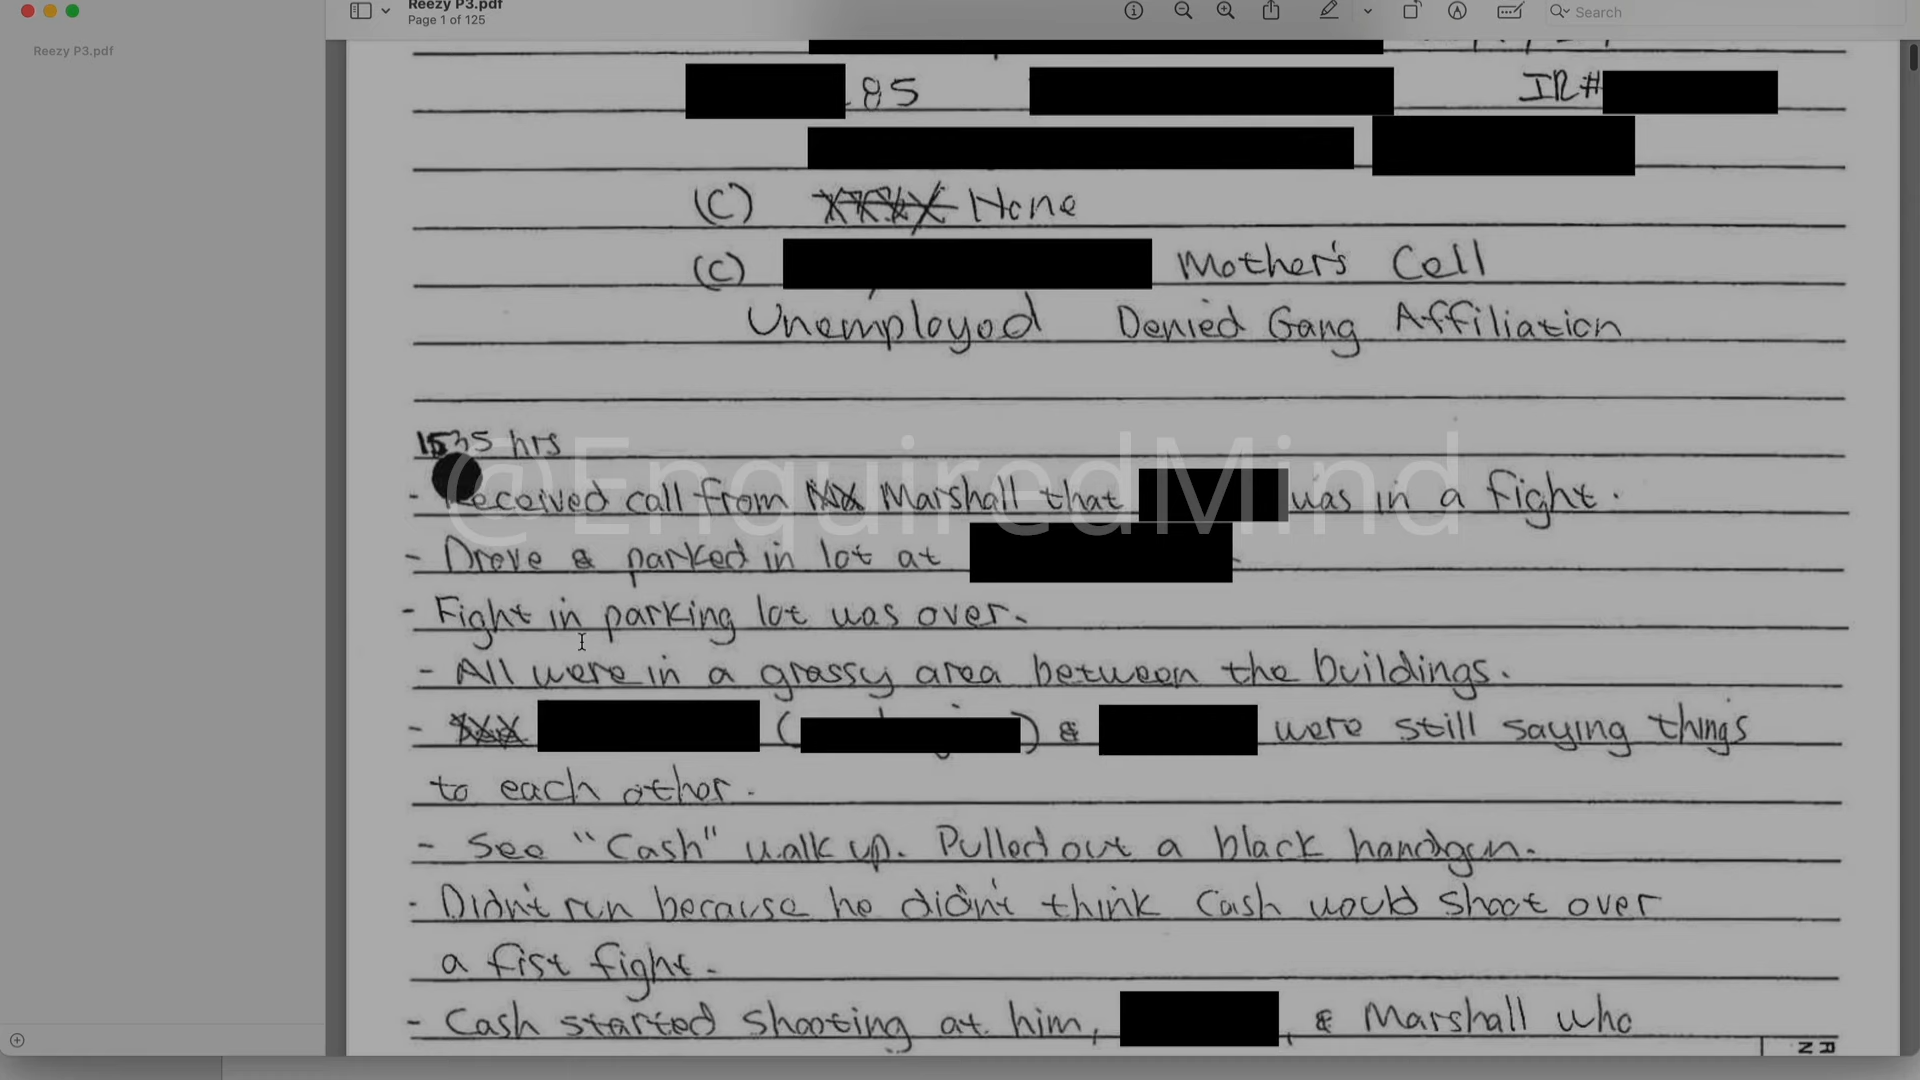 Reezy P3.pdf
Page 1 of 125
Search
Reezy P3.pdf
85 IR#
(C) None
(C) Mother's Cell
Unemployed Denied Gang Affiliation
1535 hrs
@EnquiredMind
- Received call from Marshall that was in a fight.
- Drove & parked in lot at
- Fight in parking lot was over.
- All were in a grassy area between the buildings.
- ( ) & were still saying things
to each other.
- See "Cash" walk up. Pulled out a black handgun.
- Didn't run because he didn't think Cash would shoot over
a fist fight.
- Cash started shooting at him, , & Marshall who